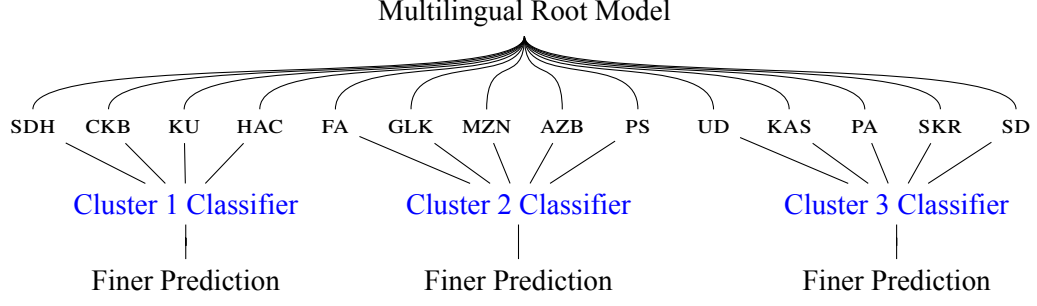 Multilingual Root Model
SDH CKB KU HAC FA GLK MZN AZB PS UD KAS PA SKR SD
Cluster 1 Classifier Cluster 2 Classifier Cluster 3 Classifier
Finer Prediction Finer Prediction Finer Prediction